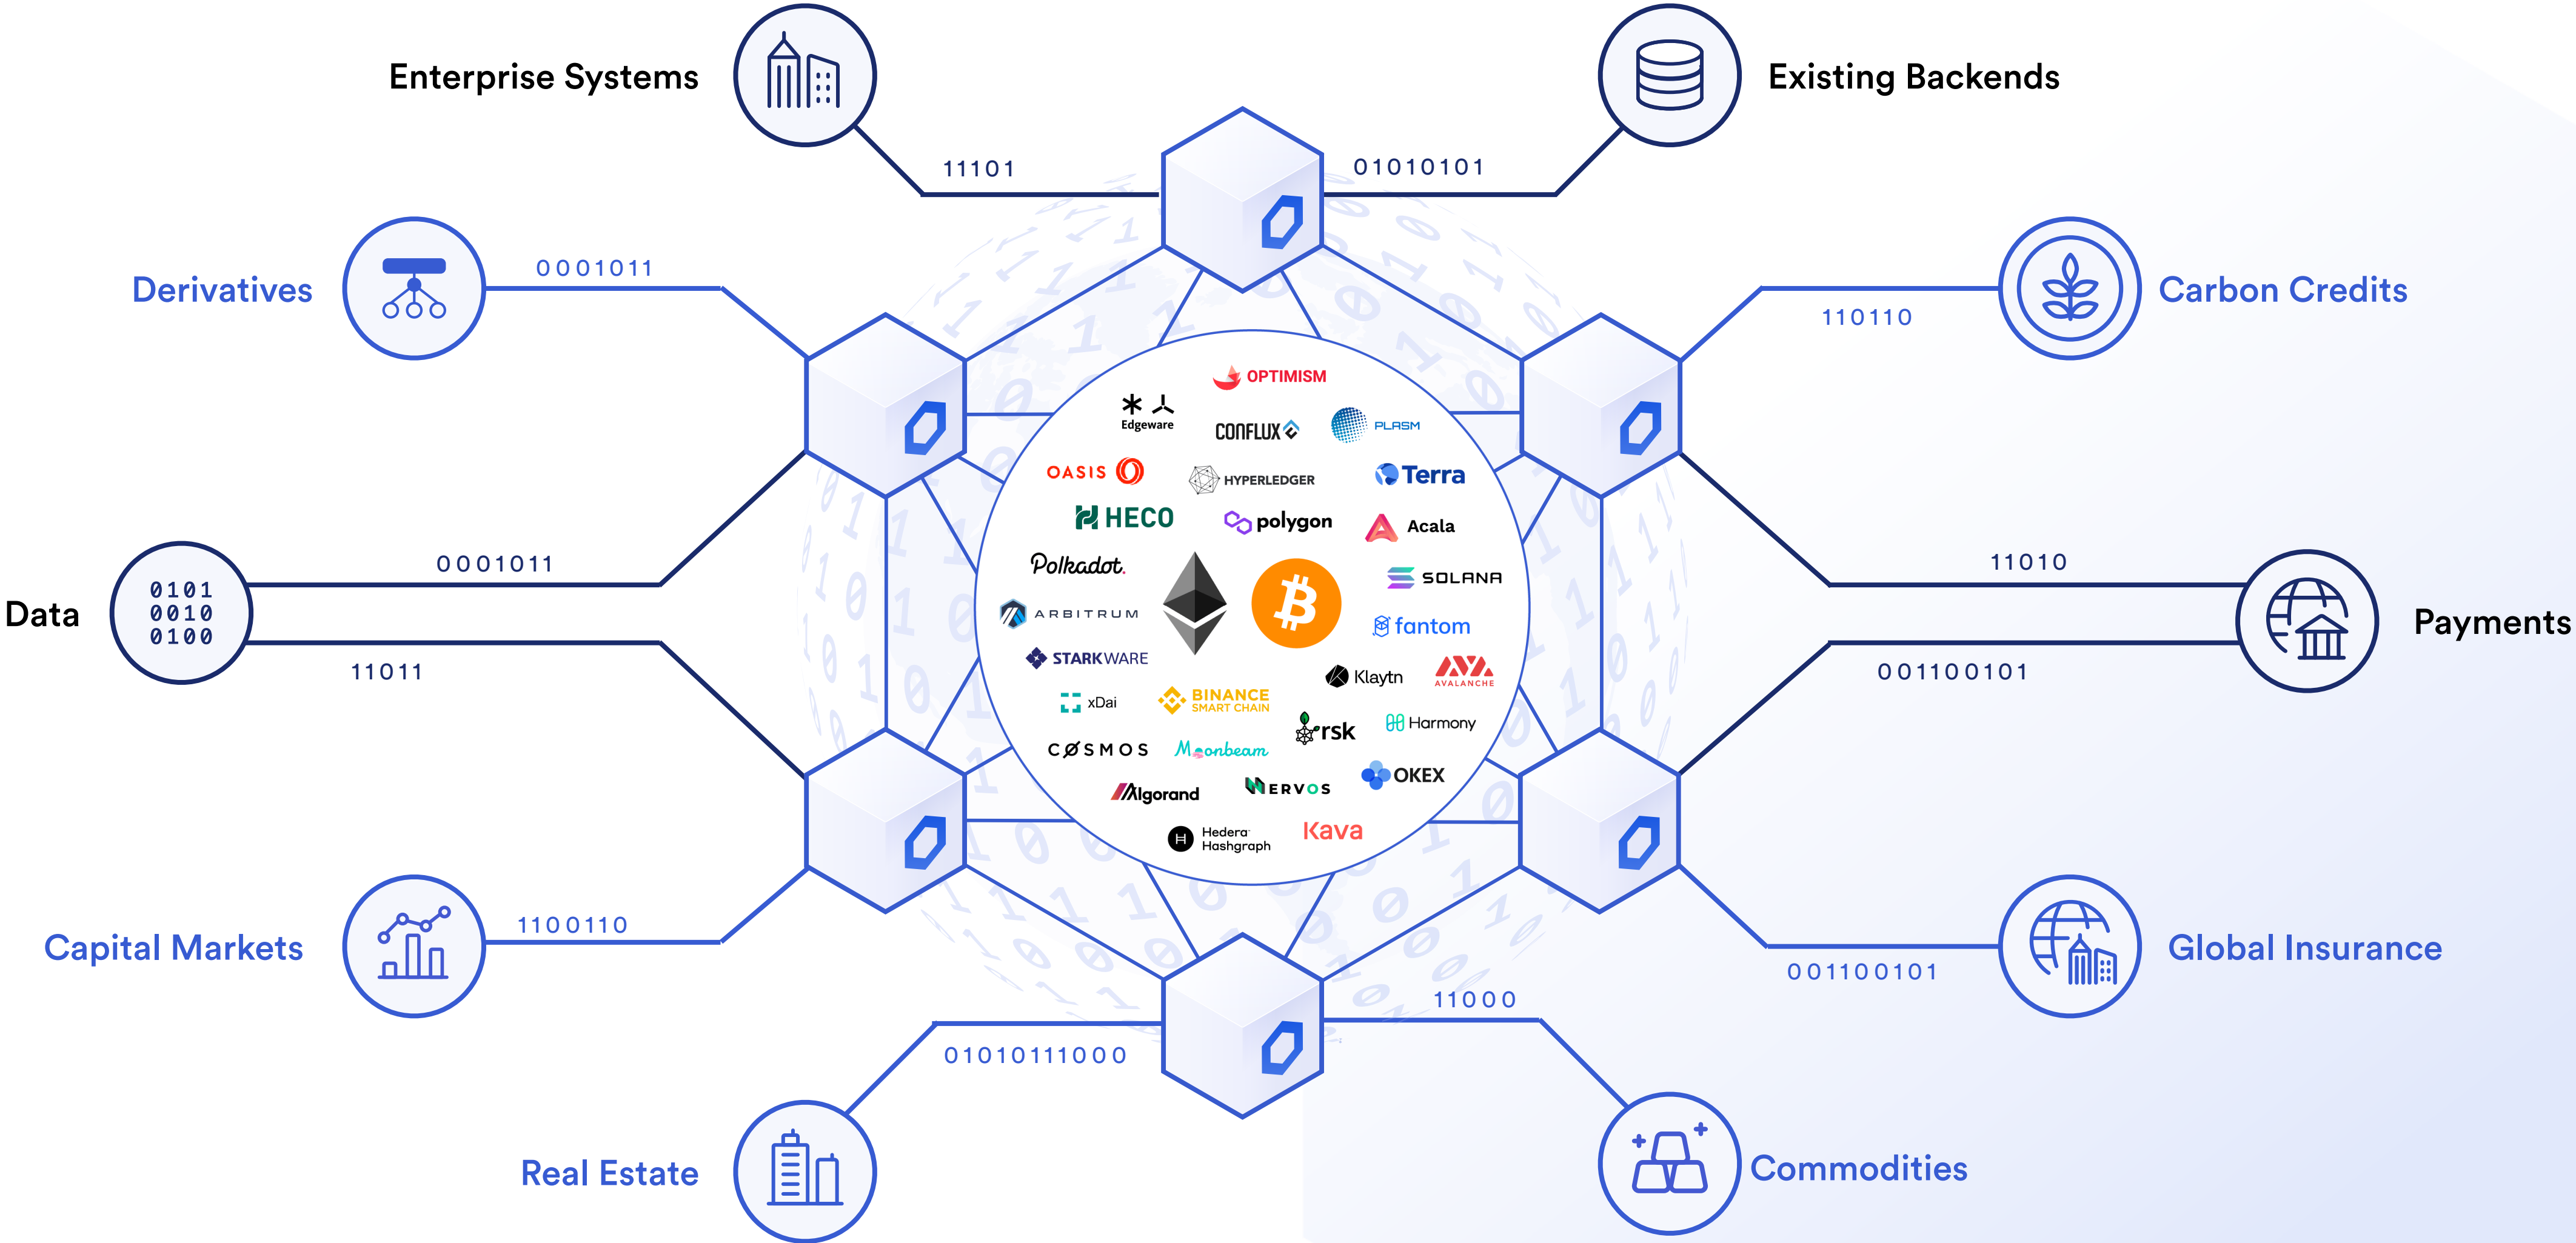 Enterprise Systems
Existing Backends
11101
01010101
Derivatives
0001011
110110
Carbon Credits
OPTIMISM
Edgeware
CONFLUX
PLASM
OASIS
HYPERLEDGER
Terra
HECO
polygon
Acala
Data
0101
0010
0100
0001011
11011
Polkadot.
SOLANA
ARBITRUM
fantom
STARKWARE
Klaytn
AVALANCHE
xDai
BINANCE
SMART CHAIN
rsk
Harmony
COSMOS
Moonbeam
OKEX
Algorand
NERVOS
Hedera
Hashgraph
Kava
11010
001100101
Payments
Capital Markets
1100110
001100101
Global Insurance
01010111000
11000
Real Estate
Commodities